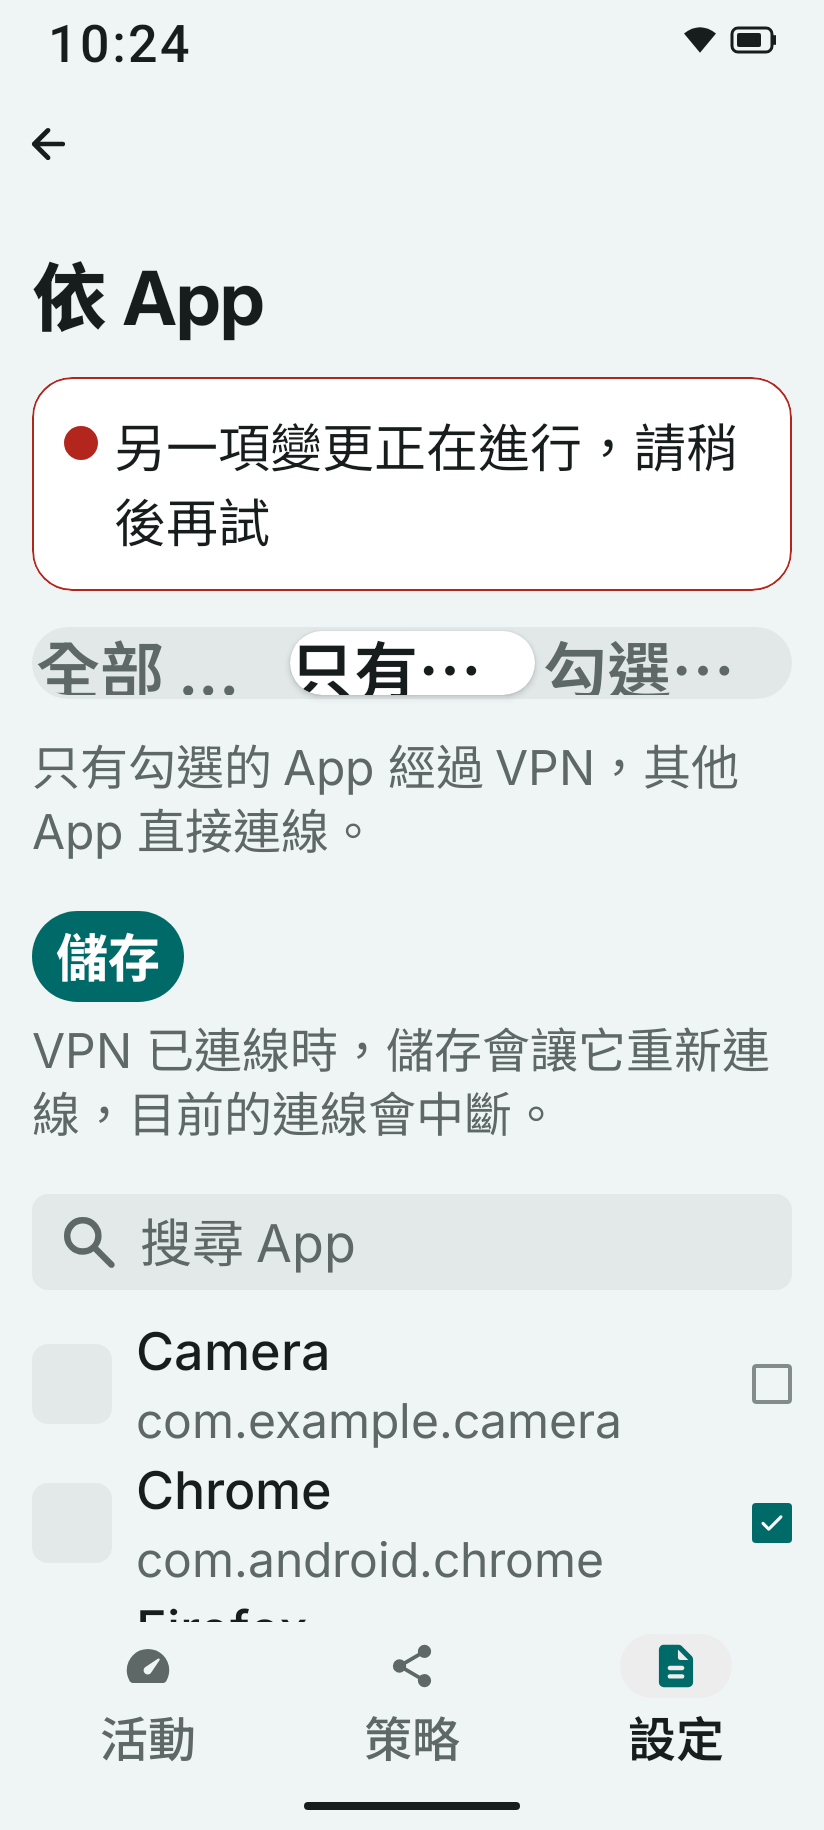 10:24
依 App
另一項變更正在進行，請稍
後再試
全部 ...
只有…
勾選…
只有勾選的 App 經過 VPN，其他
App 直接連線。
儲存
VPN 已連線時，儲存會讓它重新連
線，目前的連線會中斷。
搜尋 App
Camera
com.example.camera
Chrome
com.android.chrome
Firefox
活動
策略
設定